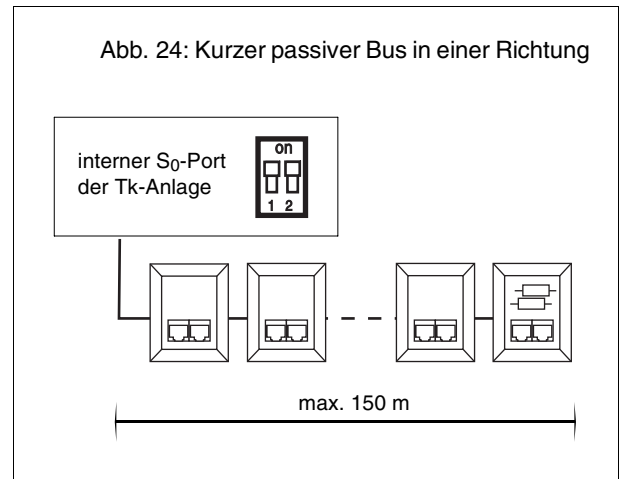 Abb. 24: Kurzer passiver Bus in einer Richtung
interner S₀-Port
der Tk-Anlage
on
1 2
max. 150 m